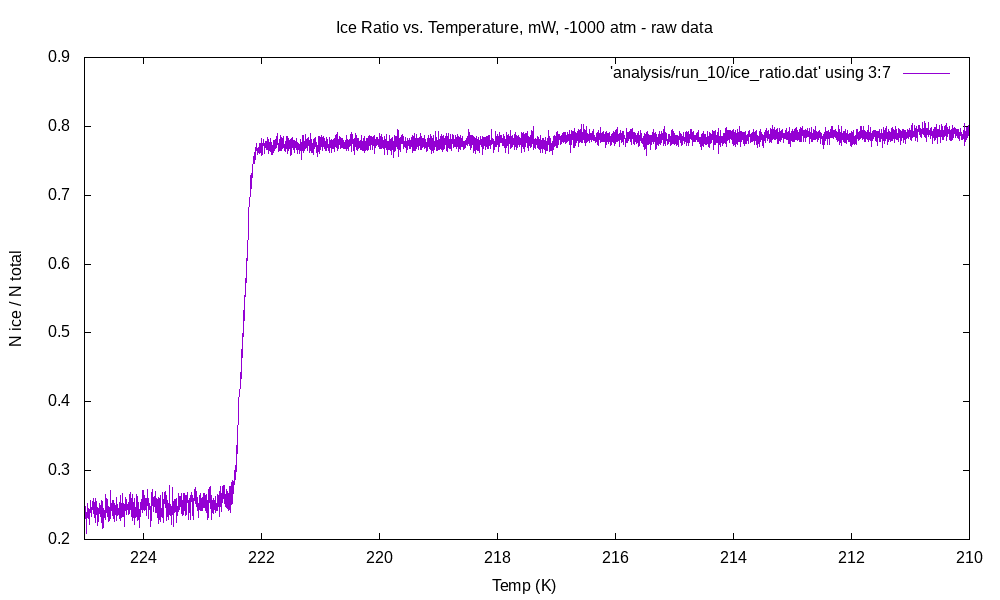 Ice Ratio vs. Temperature, mW, -1000 atm - raw data
'analysis/run_10/ice_ratio.dat' using 3:7
0.9
0.8
0.7
0.6
0.5
0.4
0.3
0.2
N ice / N total
224 222 220 218 216 214 212 210
Temp (K)